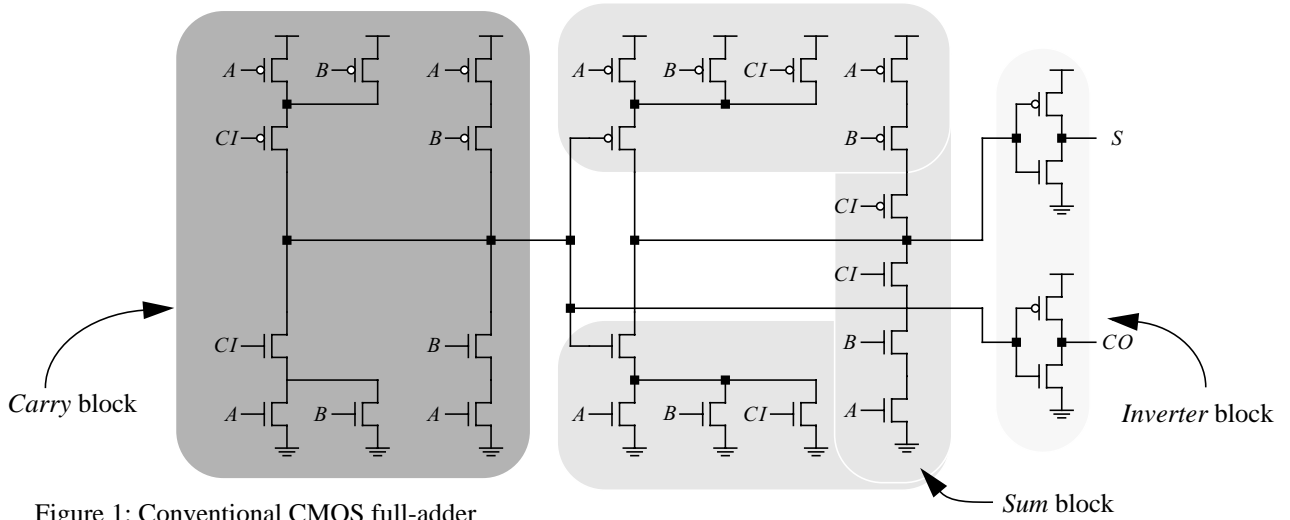 A B A A B CI A
CI B B S
CI
CI
CI B B CO
Carry block
A B A A B CI A
Inverter block
Sum block
Figure 1: Conventional CMOS full-adder